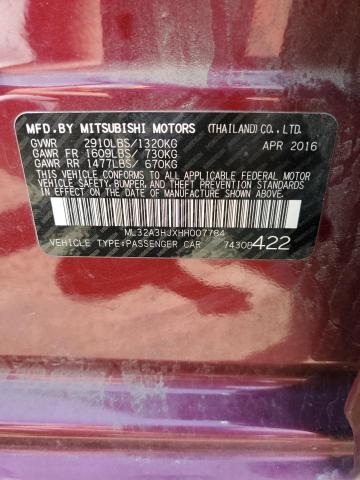 MFD.BY MITSUBISHI MOTORS (THAILAND)CO.,LTD.
GVWR 2910LBS/1320KG APR 2016
GAWR FR 1609LBS/ 730KG
GAWR RR 1477LBS/ 670KG
THIS VEHICLE CONFORMS TO ALL APPLICABLE FEDERAL MOTOR
VEHICLE SAFETY, BUMPER, AND THEFT PREVENTION STANDARDS
IN EFFECT ON THE DATE OF MANUFACTURE SHOWN ABOVE.
ML32A3HJXHH007784
VEHICLE TYPE:PASSENGER CAR 7430B422